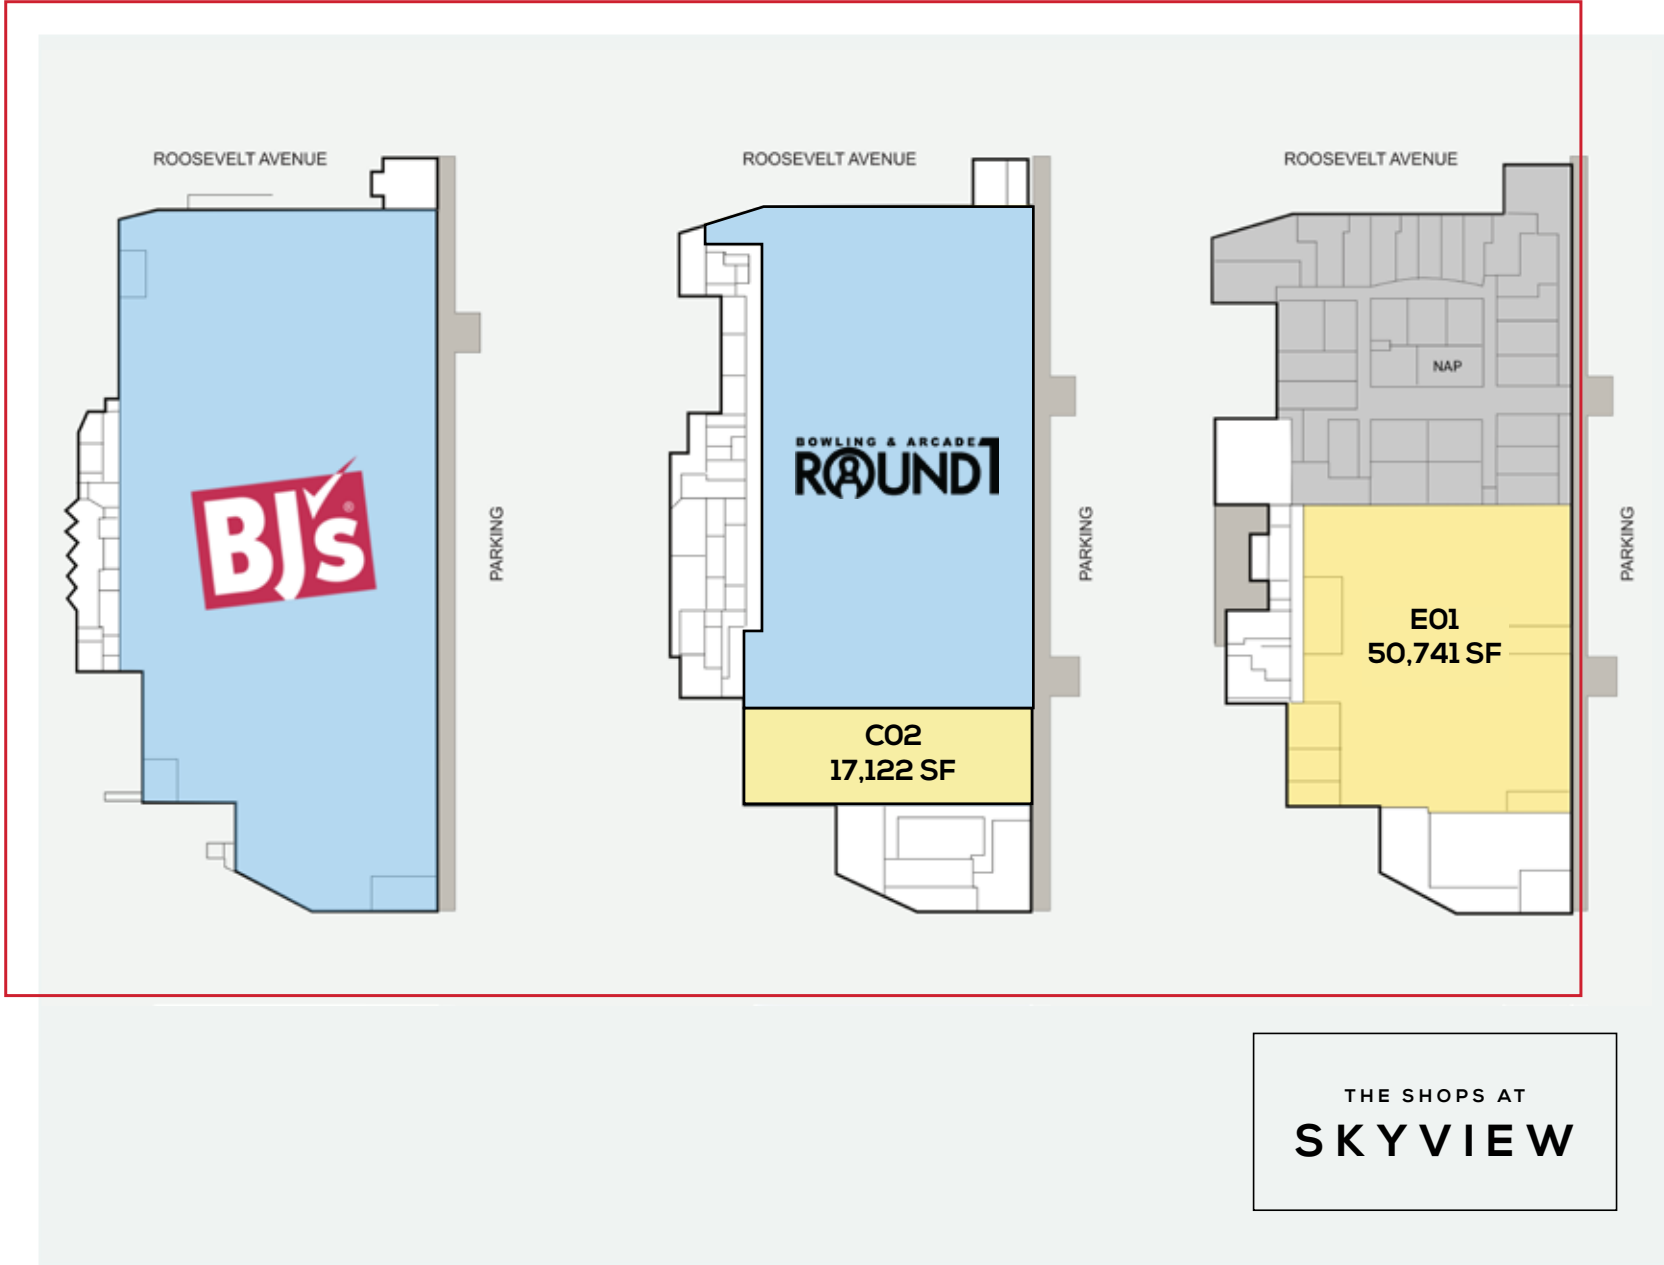 ROOSEVELT AVENUE
BJ's®
PARKING
ROOSEVELT AVENUE
BOWLING & ARCADE
ROUND1
PARKING
C02
17,122 SF
ROOSEVELT AVENUE
NAP
PARKING
E01
50,741 SF
THE SHOPS AT
SKYVIEW